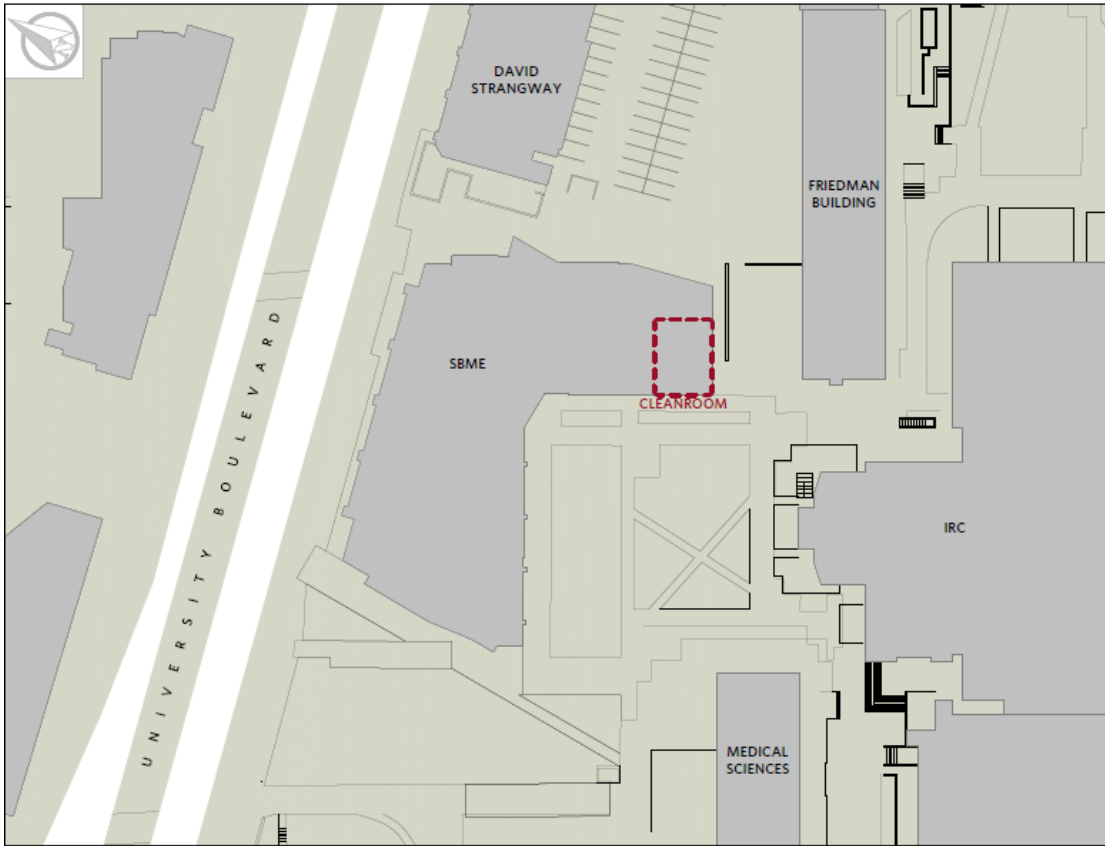 DAVID
STRANGWAY
FRIEDMAN
BUILDING
SBME
CLEANROOM
UNIVERSITY BOULEVARD
IRC
MEDICAL
SCIENCES